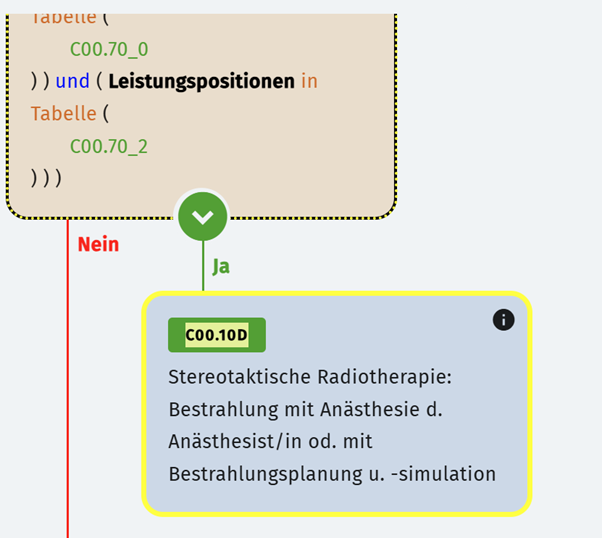 Tabelle (
C00.70_0
) ) und ( Leistungspositionen in
Tabelle (
C00.70_2
) ) )
Nein
Ja
C00.10D
Stereotaktische Radiotherapie:
Bestrahlung mit Anästhesie d.
Anästhesist/in od. mit
Bestrahlungsplanung u. -simulation